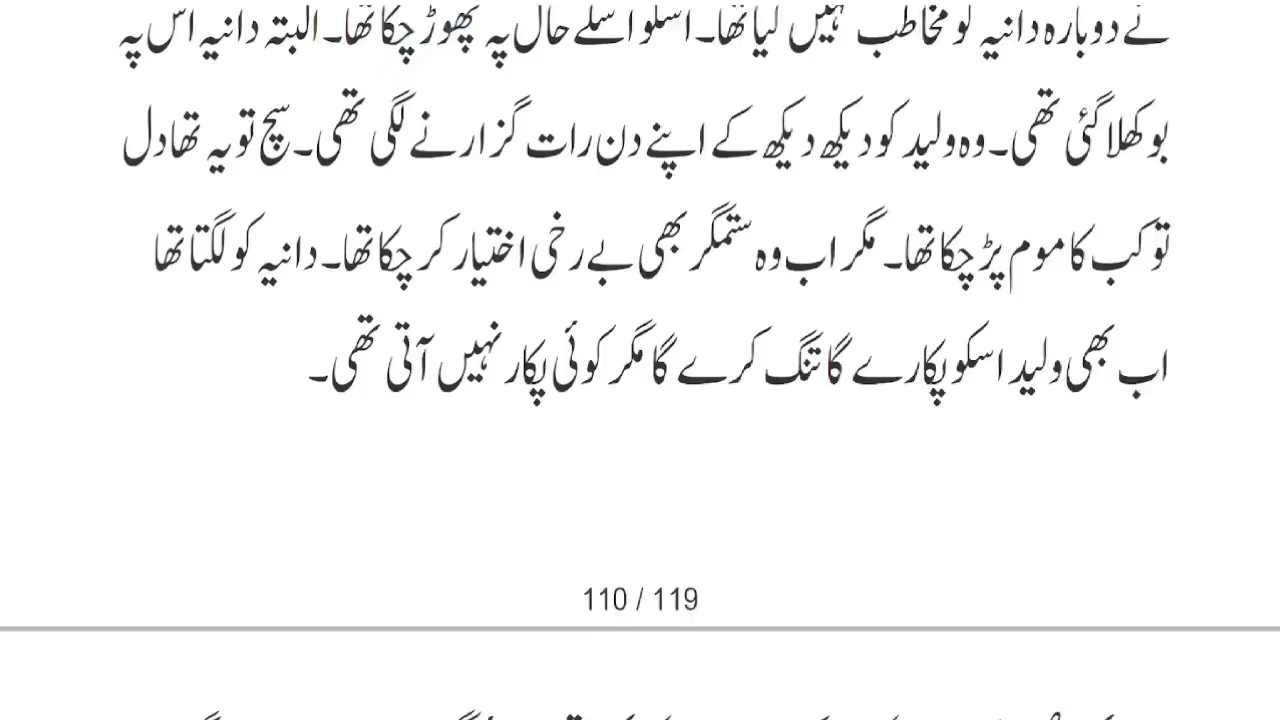 نے دوبارہ دانیہ کو مخاطب نہیں کیا تھا۔ اسکو اسکے حال پہ چھوڑ چکا تھا۔ البتہ دانیہ اس پہ
بوکھلا گئی تھی۔ وہ ولید کو دیکھ دیکھ کے اپنے دن رات گزارنے لگی تھی۔ سچ تو یہ تھا دل
تو کب کا موم پڑ چکا تھا۔ مگر اب وہ ستمگر بھی بے رخی اختیار کر چکا تھا۔ دانیہ کو لگتا تھا
اب بھی ولید اسکو پکارے گا تنگ کرے گا مگر کوئی پکار نہیں آتی تھی۔
110 / 119